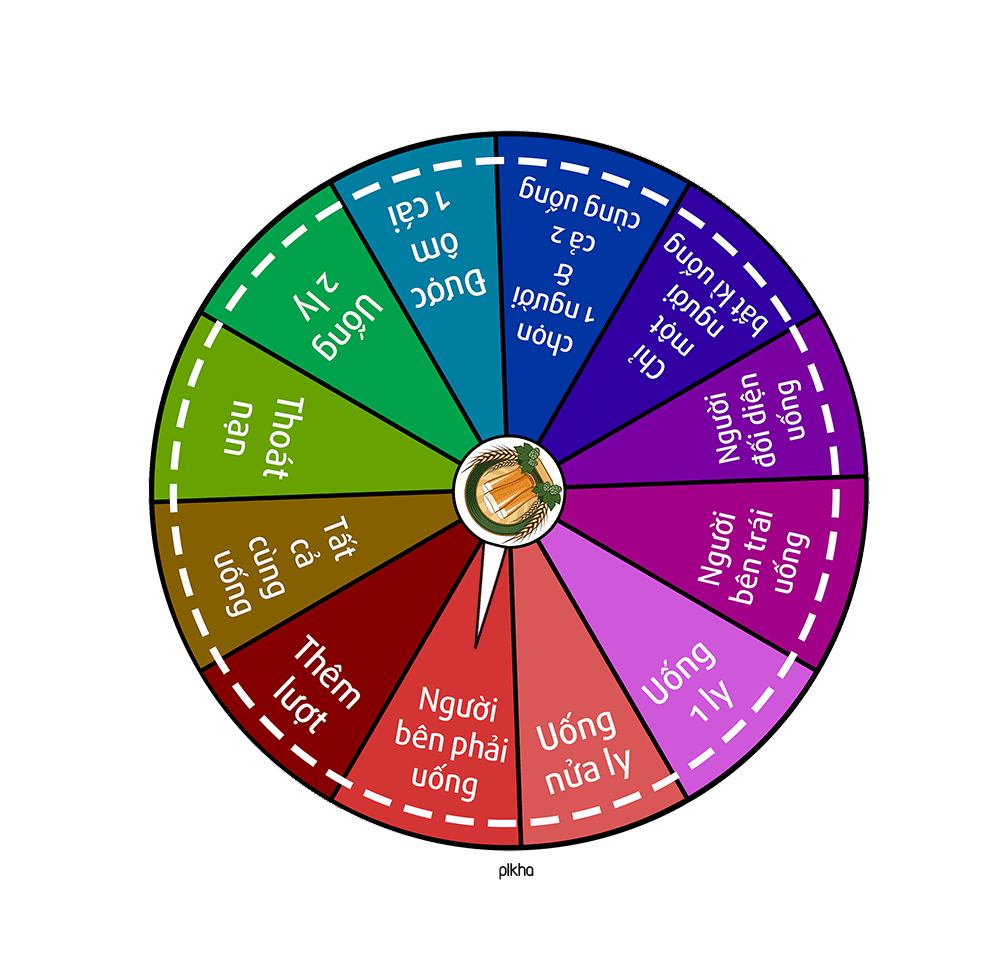 chọn
1 người
&
cả 2
cùng uống
Chỉ
một
người
bất kì uống
Người
đối diện
uống
Người
bên trái
uống
Uống
1 ly
Uống
nửa ly
Người
bên phải
uống
Thêm
lượt
Tất
cả
cùng
uống
Thoát
nạn
Uống
2 ly
Được
ôm
1 cái
plkha